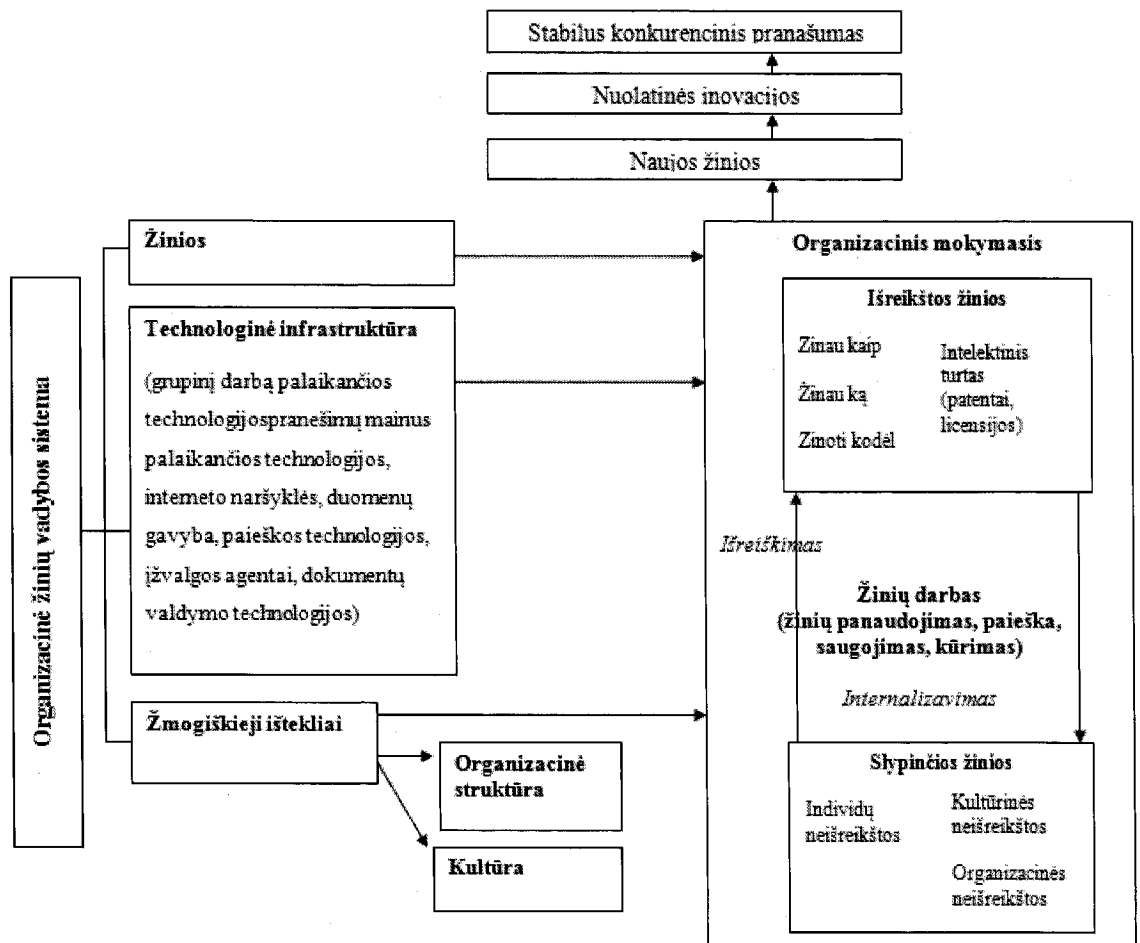 Stabilus konkurencinis pranašumas
Nuolatinės inovacijos
Naujos žinios
Organizacinė žinių vadybos sistema
Žinios
Technologinė infrastruktūra
(grupinį darbą palaikančios
technologijospranešimų mainus
palaikančios technologijos,
interneto naršyklės, duomenų
gavyba, paieškos technologijos,
įžvalgos agentai, dokumentų
valdymo technologijos)
Žmogiškieji ištekliai
Organizacinė
struktūra
Kultūra
Organizacinis mokymasis
Išreikštos žinios
Zinau kaip
Žinau ką
Zinoti kodėl
Intelektinis
turtas
(patentai,
licensijos)
Išreiškimas
Žinių darbas
(žinių panaudojimas, paieška,
saugojimas, kūrimas)
Internalizavimas
Slypinčios žinios
Individų
neišreikštos
Kultūrinės
neišreikštos
Organizacinės
neišreikštos